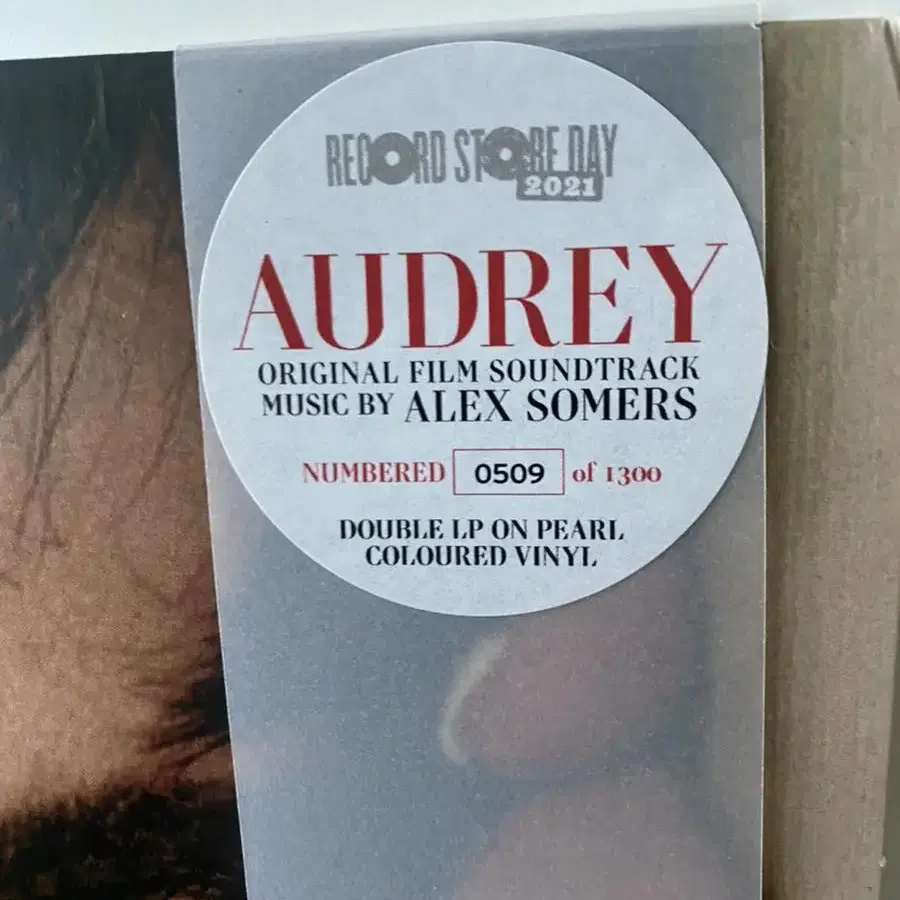 RECORD STORE DAY
2021
AUDREY
ORIGINAL FILM SOUNDTRACK
MUSIC BY ALEX SOMERS
NUMBERED 0509 of 1300
DOUBLE LP ON PEARL
COLOURED VINYL